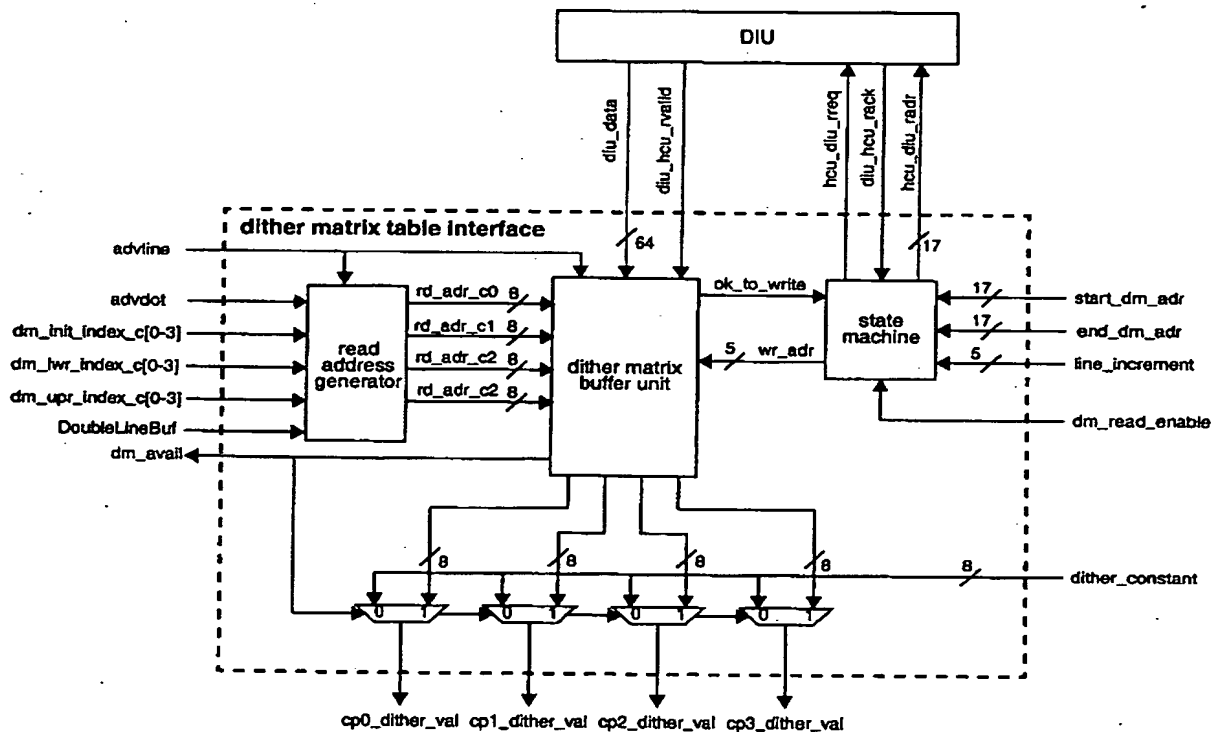 DIU
diu_data
diu_hcu_rvalid
hcu_diu_rreq
diu_hcu_rack
hcu_diu_radr
dither matrix table interface
64
17
advline
advdot
dm_init_index_c[0-3]
dm_lwr_index_c[0-3]
dm_upr_index_c[0-3]
DoubleLineBuf
dm_avail
read
address
generator
rd_adr_c0 8
rd_adr_c1 8
rd_adr_c2 8
rd_adr_c2 8
dither matrix
buffer unit
ok_to_write
5 wr_adr
state
machine
17 start_dm_adr
17 end_dm_adr
5 line_increment
dm_read_enable
8 8 8 8
8 dither_constant
0 1 0 1 0 1 0 1
cp0_dither_val cp1_dither_val cp2_dither_val cp3_dither_val